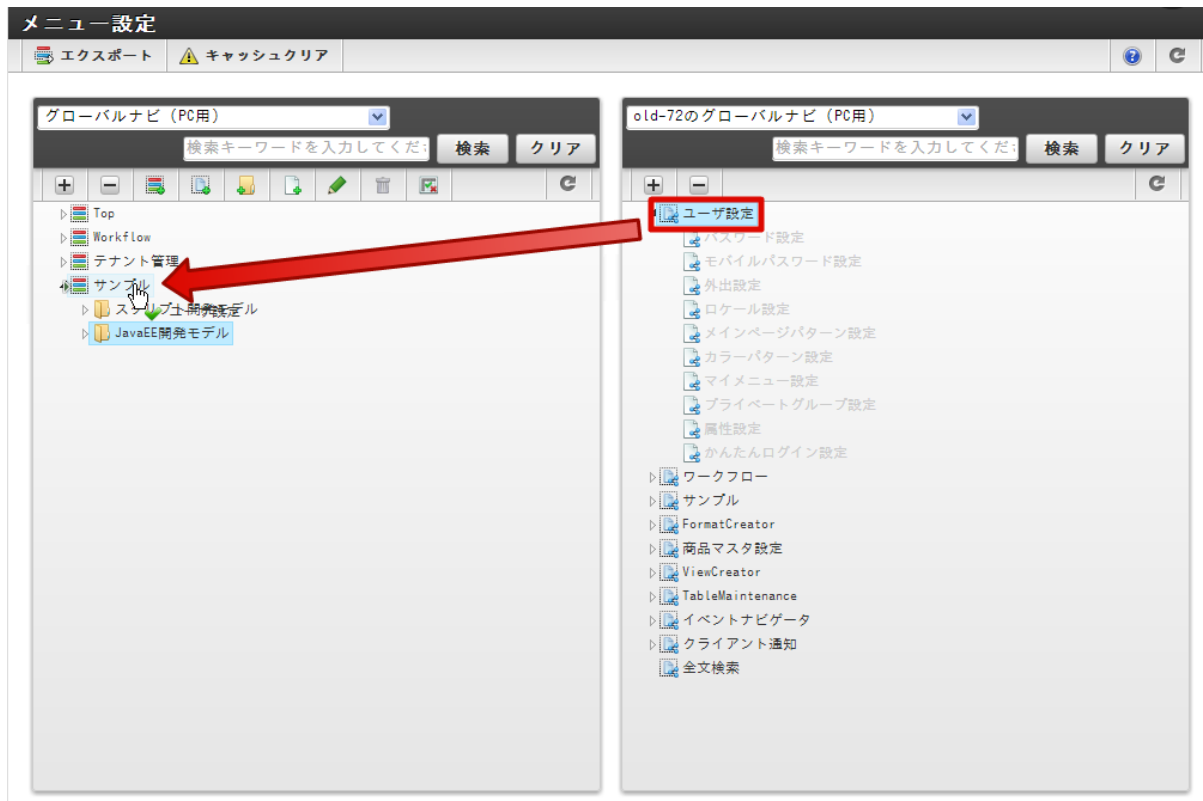 メニュー設定
エクスポート
キャッシュクリア
グローバルナビ（PC用）
検索キーワードを入力してくだ
検索
クリア
Top
Workflow
テナント管理
サンプル
スクリプト開発モデル
JavaEE開発モデル
old-72のグローバルナビ（PC用）
検索キーワードを入力してくだ
検索
クリア
ユーザ設定
パスワード設定
モバイルパスワード設定
外出設定
ロケール設定
メインページパターン設定
カラーパターン設定
マイメニュー設定
プライベートグループ設定
属性設定
かんたんログイン設定
ワークフロー
サンプル
FormatCreator
商品マスタ設定
ViewCreator
TableMaintenance
イベントナビゲータ
クライアント通知
全文検索